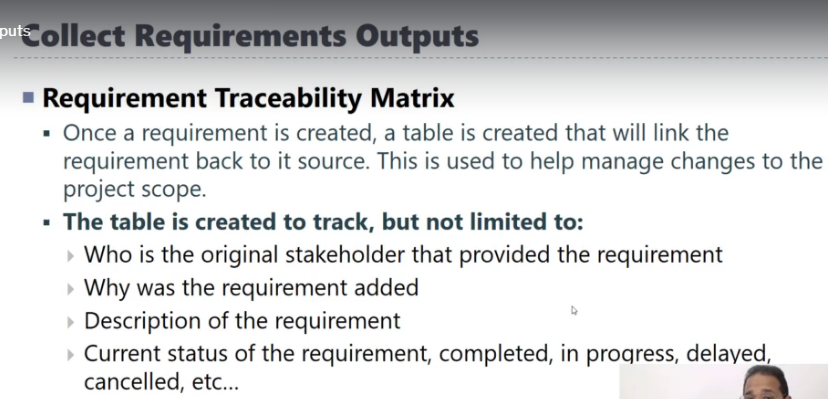 puts
Collect Requirements Outputs
Requirement Traceability Matrix
Once a requirement is created, a table is created that will link the
requirement back to it source. This is used to help manage changes to the
project scope.
The table is created to track, but not limited to:
Who is the original stakeholder that provided the requirement
Why was the requirement added
Description of the requirement
Current status of the requirement, completed, in progress, delayed,
cancelled, etc...